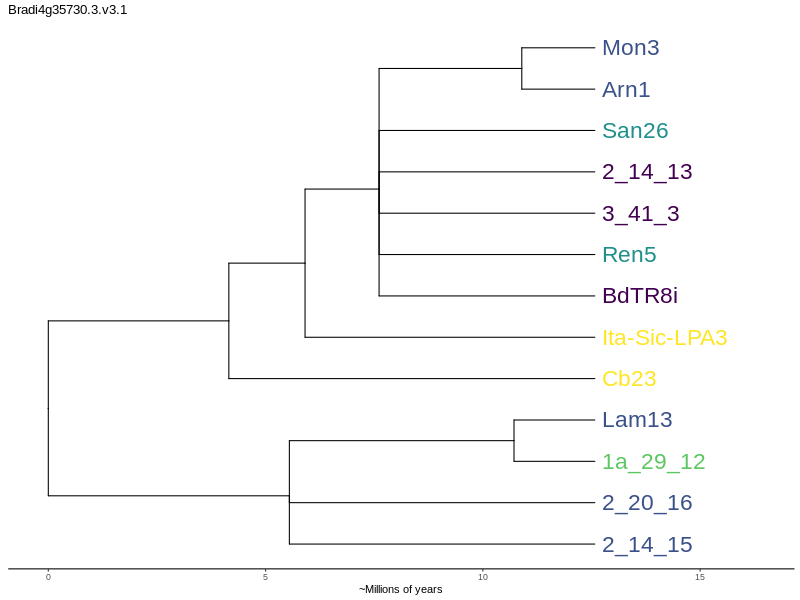 Bradi4g35730.3.v3.1
Mon3
Arn1
San26
2_14_13
3_41_3
Ren5
BdTR8i
Ita-Sic-LPA3
Cb23
Lam13
1a_29_12
2_20_16
2_14_15
0 5 10 15
~Millions of years